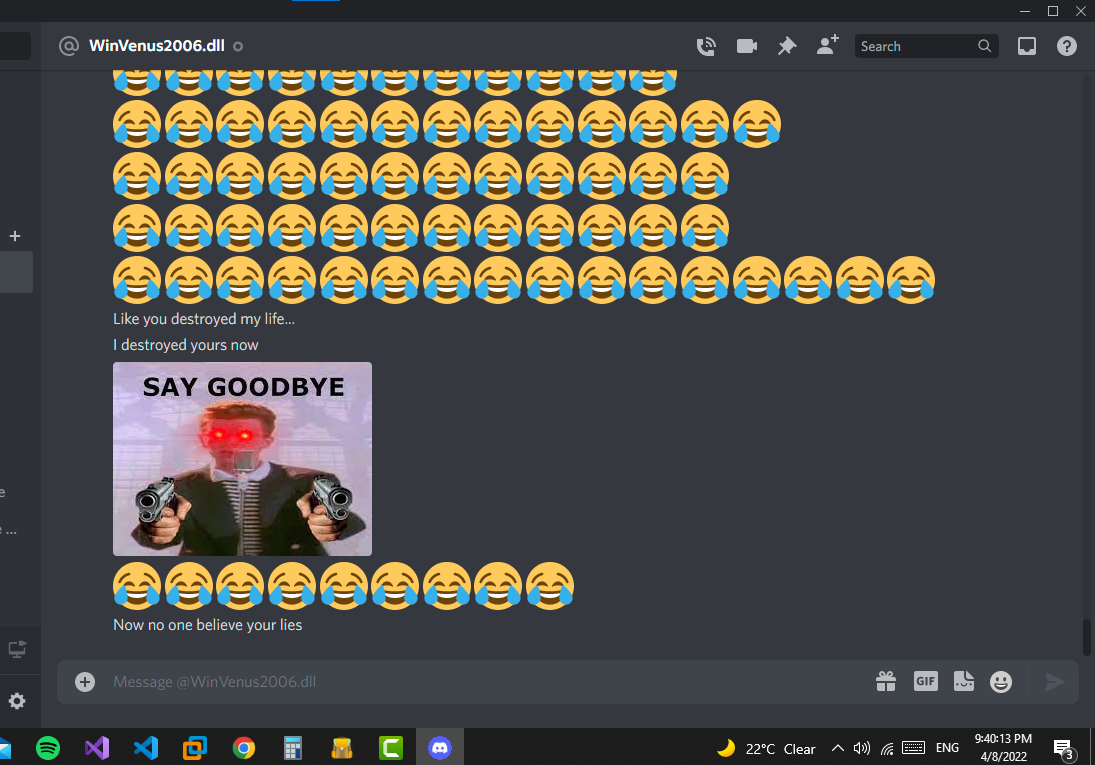 WinVenus2006.dll
Search
Like you destroyed my life...
I destroyed yours now
SAY GOODBYE
Now no one believe your lies
e
e ...
Message @WinVenus2006.dll
GIF
22°C Clear
ENG
9:40:13 PM
4/8/2022
3